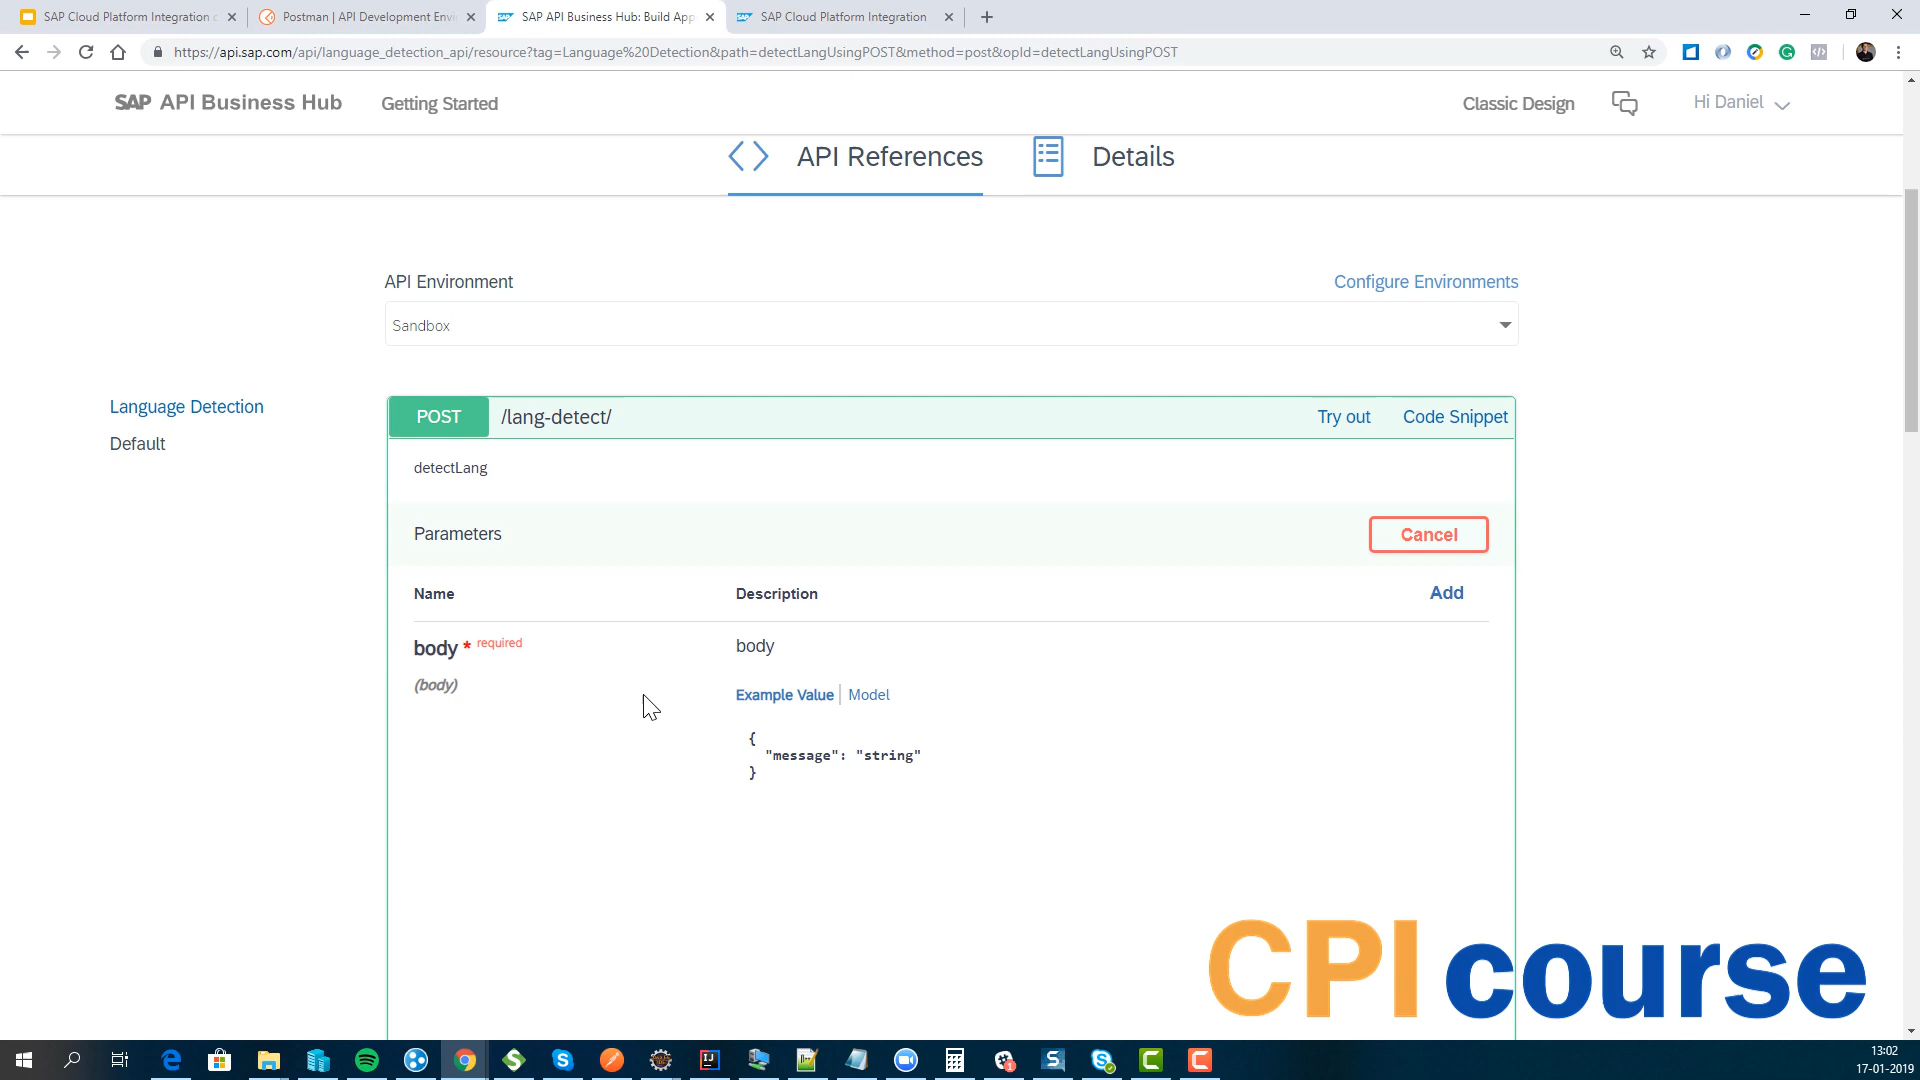 SAP Cloud Platform Integration c
Postman | API Development Envi
SAP API Business Hub: Build App
SAP Cloud Platform Integration
https://api.sap.com/api/language_detection_api/resource?tag=Language%20Detection&path=detectLangUsingPOST&method=post&opId=detectLangUsingPOST
SAP API Business Hub
Getting Started
Classic Design
Hi Daniel
API References
Details
API Environment
Configure Environments
Sandbox
Language Detection
Default
POST
/lang-detect/
Try out
Code Snippet
detectLang
Parameters
Cancel
Name
Description
Add
body * required
body
(body)
Example Value
Model
{
"message": "string"
}
CPI course
13:02
17-01-2019